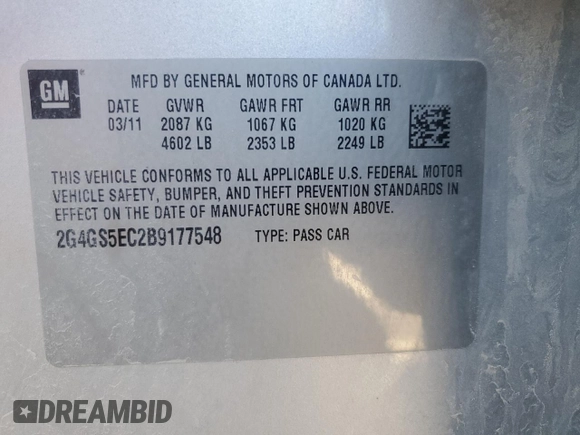 GM
MFD BY GENERAL MOTORS OF CANADA LTD.
DATE GVWR GAWR FRT GAWR RR
03/11 2087 KG 1067 KG 1020 KG
4602 LB 2353 LB 2249 LB
THIS VEHICLE CONFORMS TO ALL APPLICABLE U.S. FEDERAL MOTOR
VEHICLE SAFETY, BUMPER, AND THEFT PREVENTION STANDARDS IN
EFFECT ON THE DATE OF MANUFACTURE SHOWN ABOVE.
2G4GS5EC2B9177548 TYPE: PASS CAR
DREAMBID